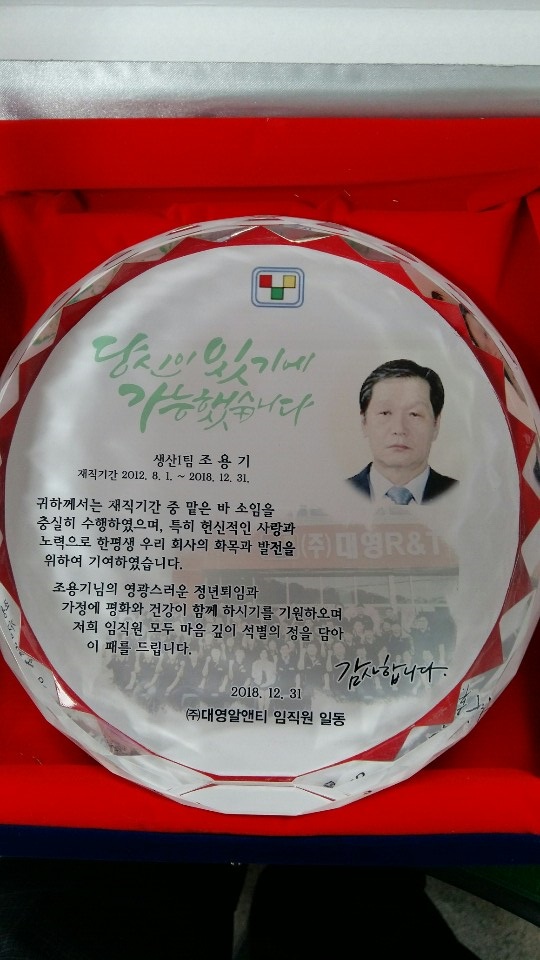 당신이 있기에
가능했습니다
생산1팀 조용기
재직기간 2012. 8. 1. ~ 2018. 12. 31.
귀하께서는 재직기간 중 맡은 바 소임을
충실히 수행하였으며, 특히 헌신적인 사랑과
노력으로 한평생 우리 회사의 화목과 발전을
위하여 기여하였습니다.
(주)대영R&T
조용기님의 영광스러운 정년퇴임과
가정에 평화와 건강이 함께 하시기를 기원하오며
저희 임직원 모두 마음 깊이 석별의 정을 담아
이 패를 드립니다.
감사합니다.
2018. 12. 31
㈜대영알앤티 임직원 일동